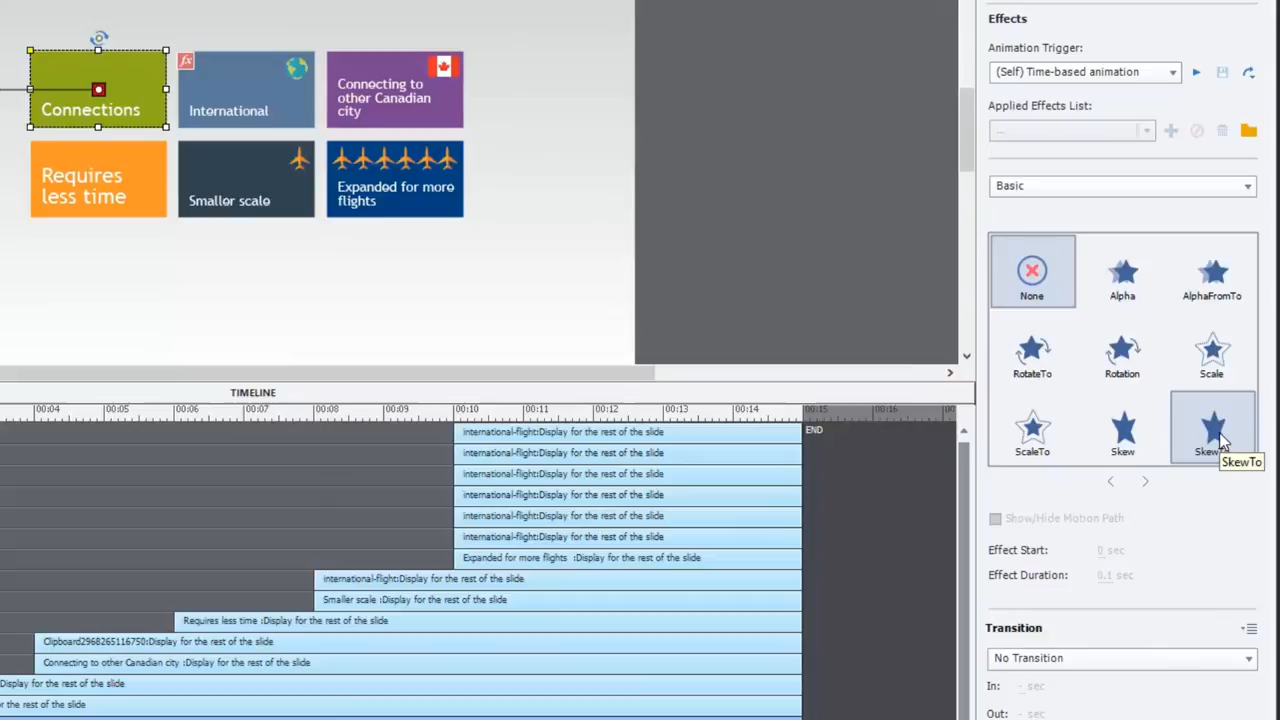 Effects
Animation Trigger:
(Self) Time-based animation
Applied Effects List:
...
Basic
None
Alpha
AlphaFromTo
RotateTo
Rotation
Scale
ScaleTo
Skew
SkewTo
Show/Hide Motion Path
Effect Start:
0 sec
Effect Duration:
0.1 sec
Transition
No Transition
In:
- sec
Out:
- sec
Connections
fx
International
Connecting to
other Canadian
city
Requires
less time
Smaller scale
Expanded for more
flights
TIMELINE
00:04
00:05
00:06
00:07
00:08
00:09
00:10
00:11
00:12
00:13
00:14
00:15
00:16
00
END
international-flight:Display for the rest of the slide
international-flight:Display for the rest of the slide
international-flight:Display for the rest of the slide
international-flight:Display for the rest of the slide
international-flight:Display for the rest of the slide
international-flight:Display for the rest of the slide
Expanded for more flights :Display for the rest of the slide
international-flight:Display for the rest of the slide
Smaller scale :Display for the rest of the slide
Requires less time :Display for the rest of the slide
Clipboard2968265116750:Display for the rest of the slide
Connecting to other Canadian city :Display for the rest of the slide
Display for the rest of the slide
r the rest of the slide